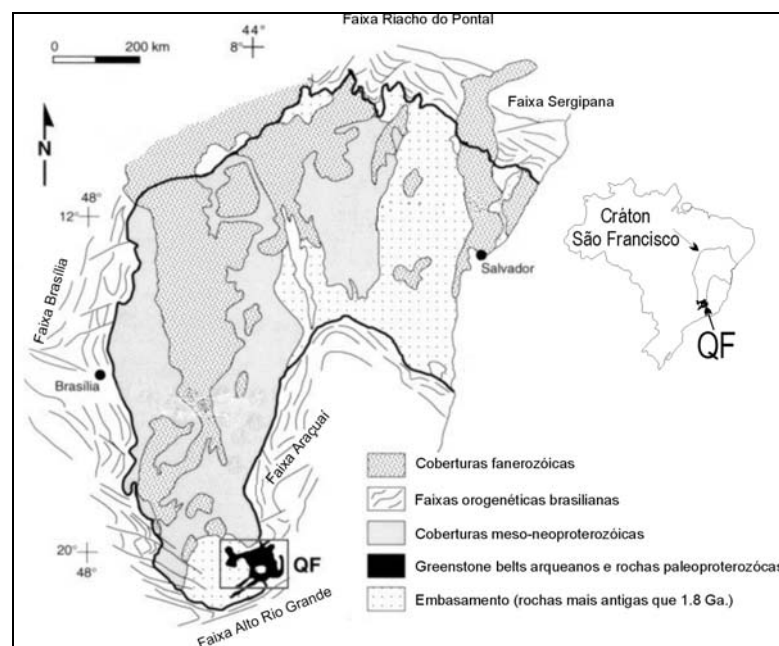 Faixa Riacho do Pontal
44°
8°
0 200 km
Faixa Sergipana
N
48°
12°
Cráton
São Francisco
Salvador
Faixa Brasília
QF
Brasília
Faixa Araçuaí
Coberturas fanerozóicas
Faixas orogenéticas brasilianas
Coberturas meso-neoproterozóicas
20°
48°
QF
Greenstone belts arqueanos e rochas paleoproterozócas
Embasamento (rochas mais antigas que 1.8 Ga.)
Faixa Alto Rio Grande